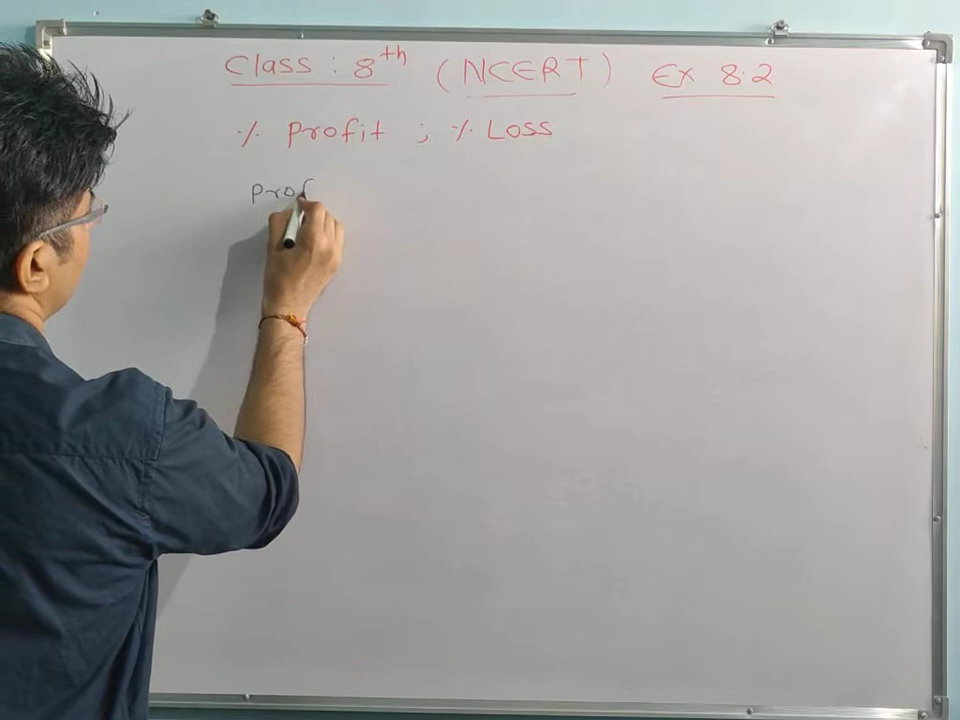 Class : 8th (NCERT) Ex 8.2
% Profit ; % Loss
Prof